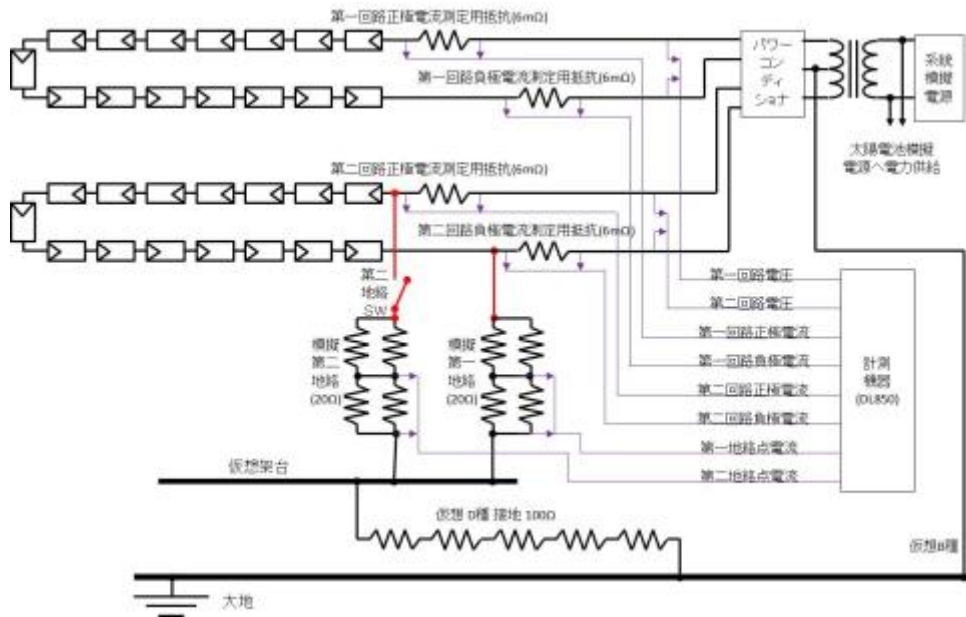 第一回路正極電流測定用抵抗(6mΩ)
第一回路負極電流測定用抵抗(6mΩ)
パワー
コン
ディ
ショナ
系統
模擬
電源
太陽電池模擬
電源へ電力供給
第二回路正極電流測定用抵抗(6mΩ)
第二回路負極電流測定用抵抗(6mΩ)
第二
地絡
SW
模擬
第二
地絡
(20Ω)
模擬
第一
地絡
(20Ω)
第一回路電圧
第二回路電圧
第一回路正極電流
第一回路負極電流
第二回路正極電流
第二回路負極電流
第一地絡点電流
第二地絡点電流
計測
機器
(DL850)
仮想架台
仮想 D種 接地 100Ω
仮想B種
大地